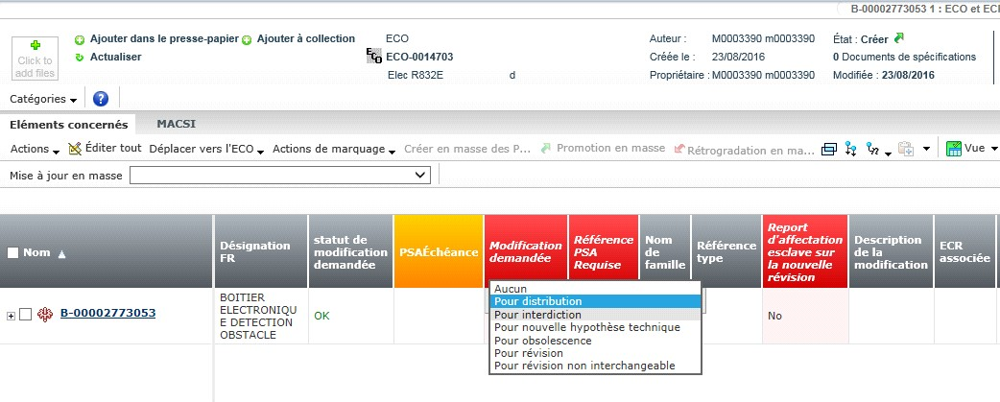 B-00002773053 1 : ECO et ECR
Click to
add files
Ajouter dans le presse-papier Ajouter à collection
Actualiser
ECO
ECO
ECO-0014703
Elec R832E d
Auteur : M0003390 m0003390
Créée le : 23/08/2016
Propriétaire : M0003390 m0003390
État : Créer
0 Documents de spécifications
Modifiée : 23/08/2016
Catégories ?
Eléments concernés MACSI
Actions Éditer tout Déplacer vers l'ECO Actions de marquage Créer en masse des P... Promotion en masse Rétrogradation en ma... Vue
Mise à jour en masse
Nom
Désignation
FR
statut de
modification
demandée
PSAÉchéance
Modification
demandée
Référence
PSA
Requise
Nom
de
famille
Référence
type
Report
d'affectation
esclave sur
la nouvelle
révision
Description
de la
modification
ECR
associée
B-00002773053
BOITIER
ELECTRONIQU
E DETECTION
OBSTACLE
OK
Aucun
Pour distribution
Pour interdiction
Pour nouvelle hypothèse technique
Pour obsolescence
Pour révision
Pour révision non interchangeable
No